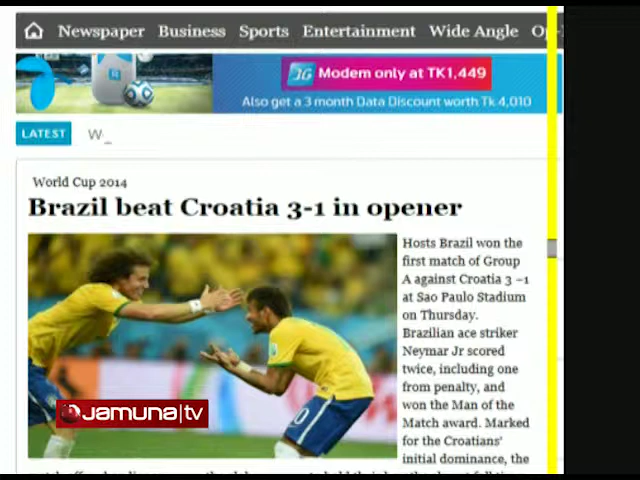 Newspaper Business Sports Entertainment Wide Angle
3G Modem only at TK1,449
Also get a 3 month Data Discount worth Tk 4,010
LATEST W-_
World Cup 2014
Brazil beat Croatia 3-1 in opener
Hosts Brazil won the
first match of Group
A against Croatia 3 –1
at Sao Paulo Stadium
on Thursday.
Brazilian ace striker
Neymar Jr scored
twice, including one
from penalty, and
won the Man of the
Match award. Marked
for the Croatians'
initial dominance, the
Jamuna|tv